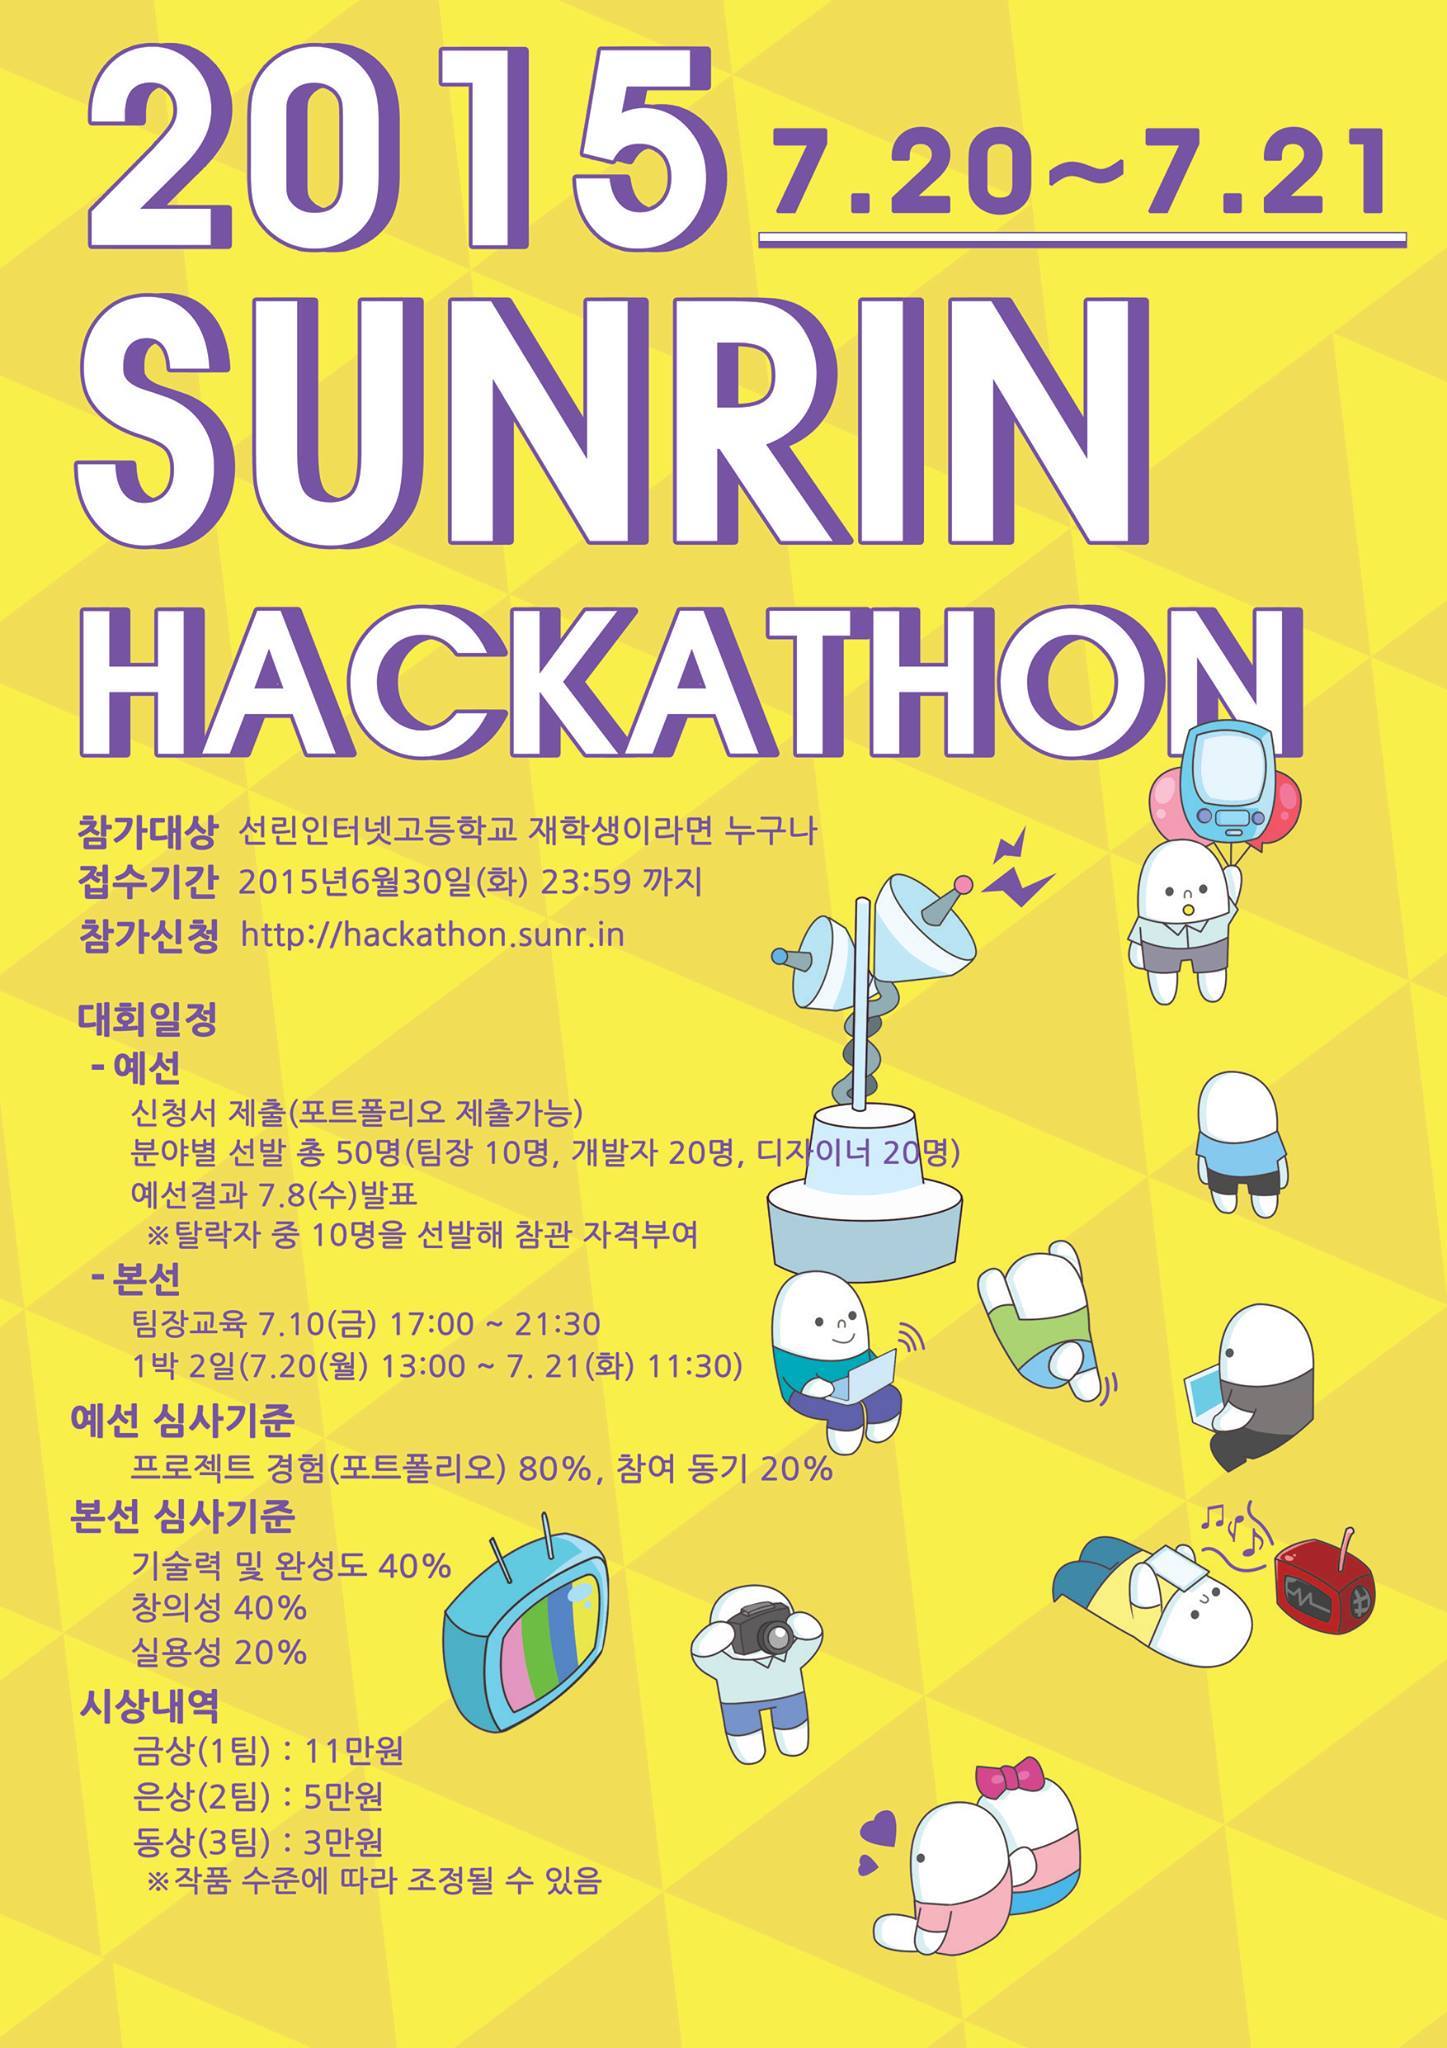 2015
7.20~7.21
SUNRIN
HACKATHON
참가대상 선린인터넷고등학교 재학생이라면 누구나
접수기간 2015년6월30일(화) 23:59 까지
참가신청 http://hackathon.sunr.in
대회일정
- 예선
신청서 제출(포트폴리오 제출가능)
분야별 선발 총 50명(팀장 10명, 개발자 20명, 디자이너 20명)
예선결과 7.8(수)발표
※탈락자 중 10명을 선발해 참관 자격부여
- 본선
팀장교육 7.10(금) 17:00 ~ 21:30
1박 2일(7.20(월) 13:00 ~ 7. 21(화) 11:30)
예선 심사기준
프로젝트 경험(포트폴리오) 80%, 참여 동기 20%
본선 심사기준
기술력 및 완성도 40%
창의성 40%
실용성 20%
시상내역
금상(1팀) : 11만원
은상(2팀) : 5만원
동상(3팀) : 3만원
※작품 수준에 따라 조정될 수 있음